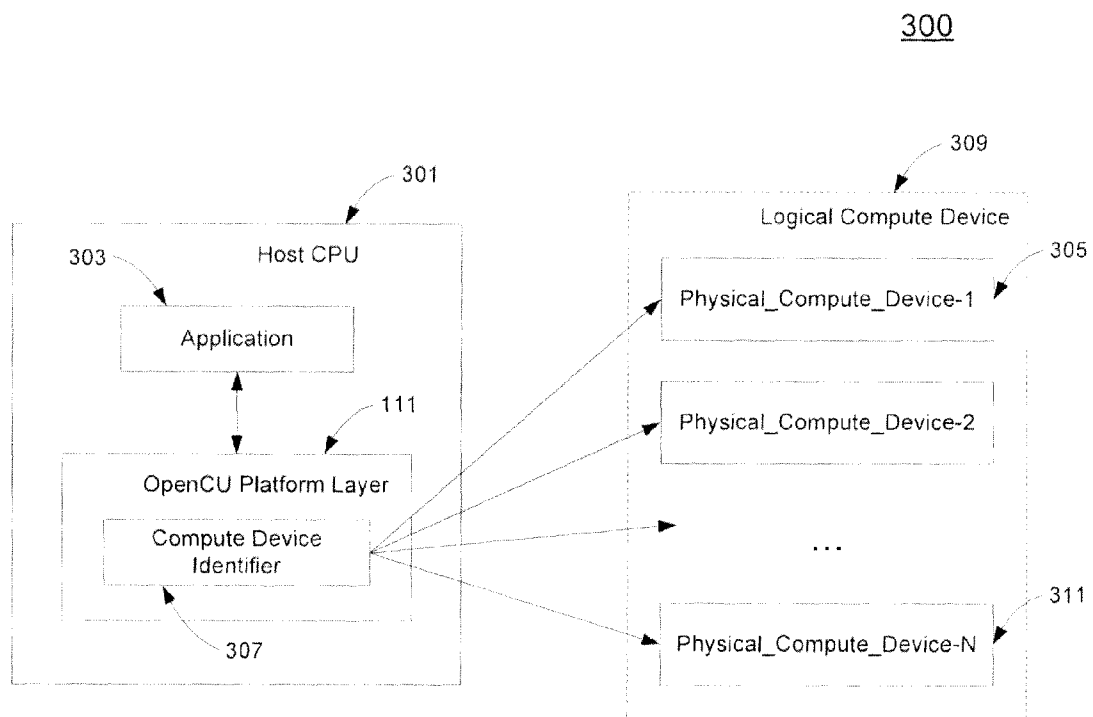 300
309
301
Logical Compute Device
303
Host CPU
305
Physical_Compute_Device-1
Application
111
Physical_Compute_Device-2
OpenCU Platform Layer
Compute Device
Identifier
...
311
Physical_Compute_Device-N
307